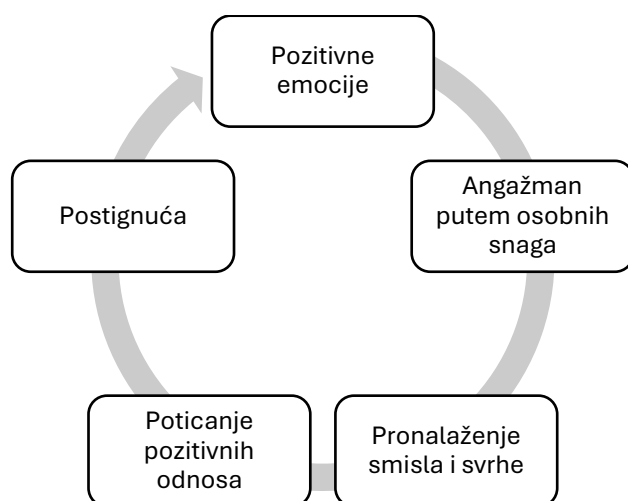 Pozitivne
emocije
Angažman
putem osobnih
snaga
Pronalaženje
smisla i svrhe
Poticanje
pozitivnih
odnosa
Postignuća